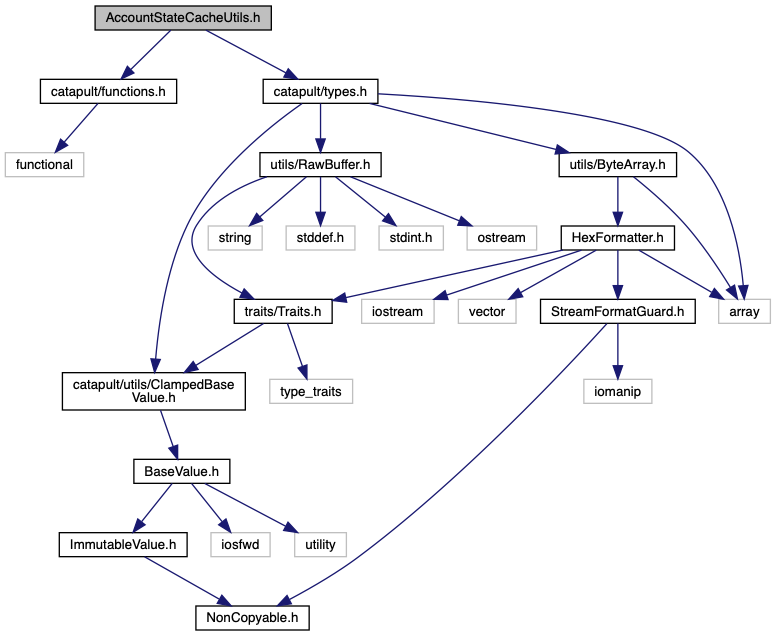 AccountStateCacheUtils.h
catapult/functions.h
catapult/types.h
functional
utils/RawBuffer.h
utils/ByteArray.h
string
stddef.h
stdint.h
ostream
HexFormatter.h
traits/Traits.h
iostream
vector
StreamFormatGuard.h
array
catapult/utils/ClampedBase
Value.h
type_traits
iomanip
BaseValue.h
ImmutableValue.h
iosfwd
utility
NonCopyable.h